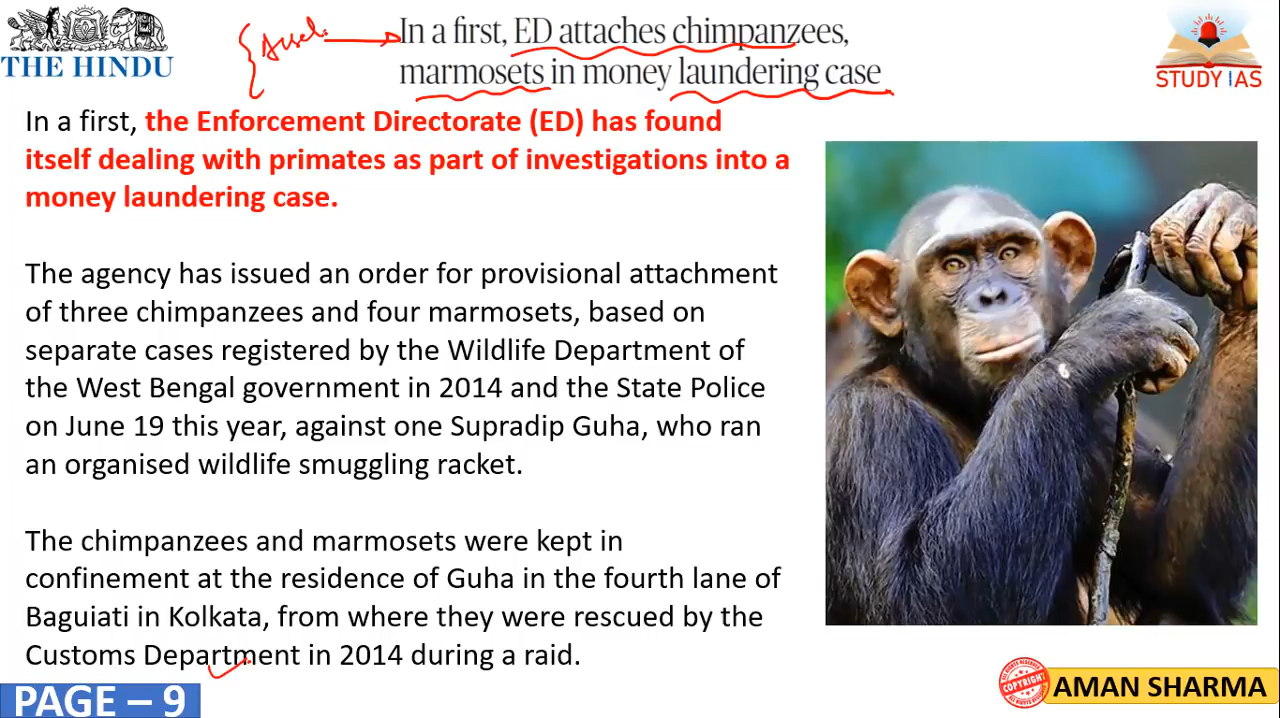 THE HINDU
In a first, ED attaches chimpanzees,
marmosets in money laundering case
STUDY IAS
In a first, the Enforcement Directorate (ED) has found
itself dealing with primates as part of investigations into a
money laundering case.
The agency has issued an order for provisional attachment
of three chimpanzees and four marmosets, based on
separate cases registered by the Wildlife Department of
the West Bengal government in 2014 and the State Police
on June 19 this year, against one Supradip Guha, who ran
an organised wildlife smuggling racket.
The chimpanzees and marmosets were kept in
confinement at the residence of Guha in the fourth lane of
Baguiati in Kolkata, from where they were rescued by the
Customs Department in 2014 during a raid.
PAGE – 9
COPYRIGHT
AMAN SHARMA